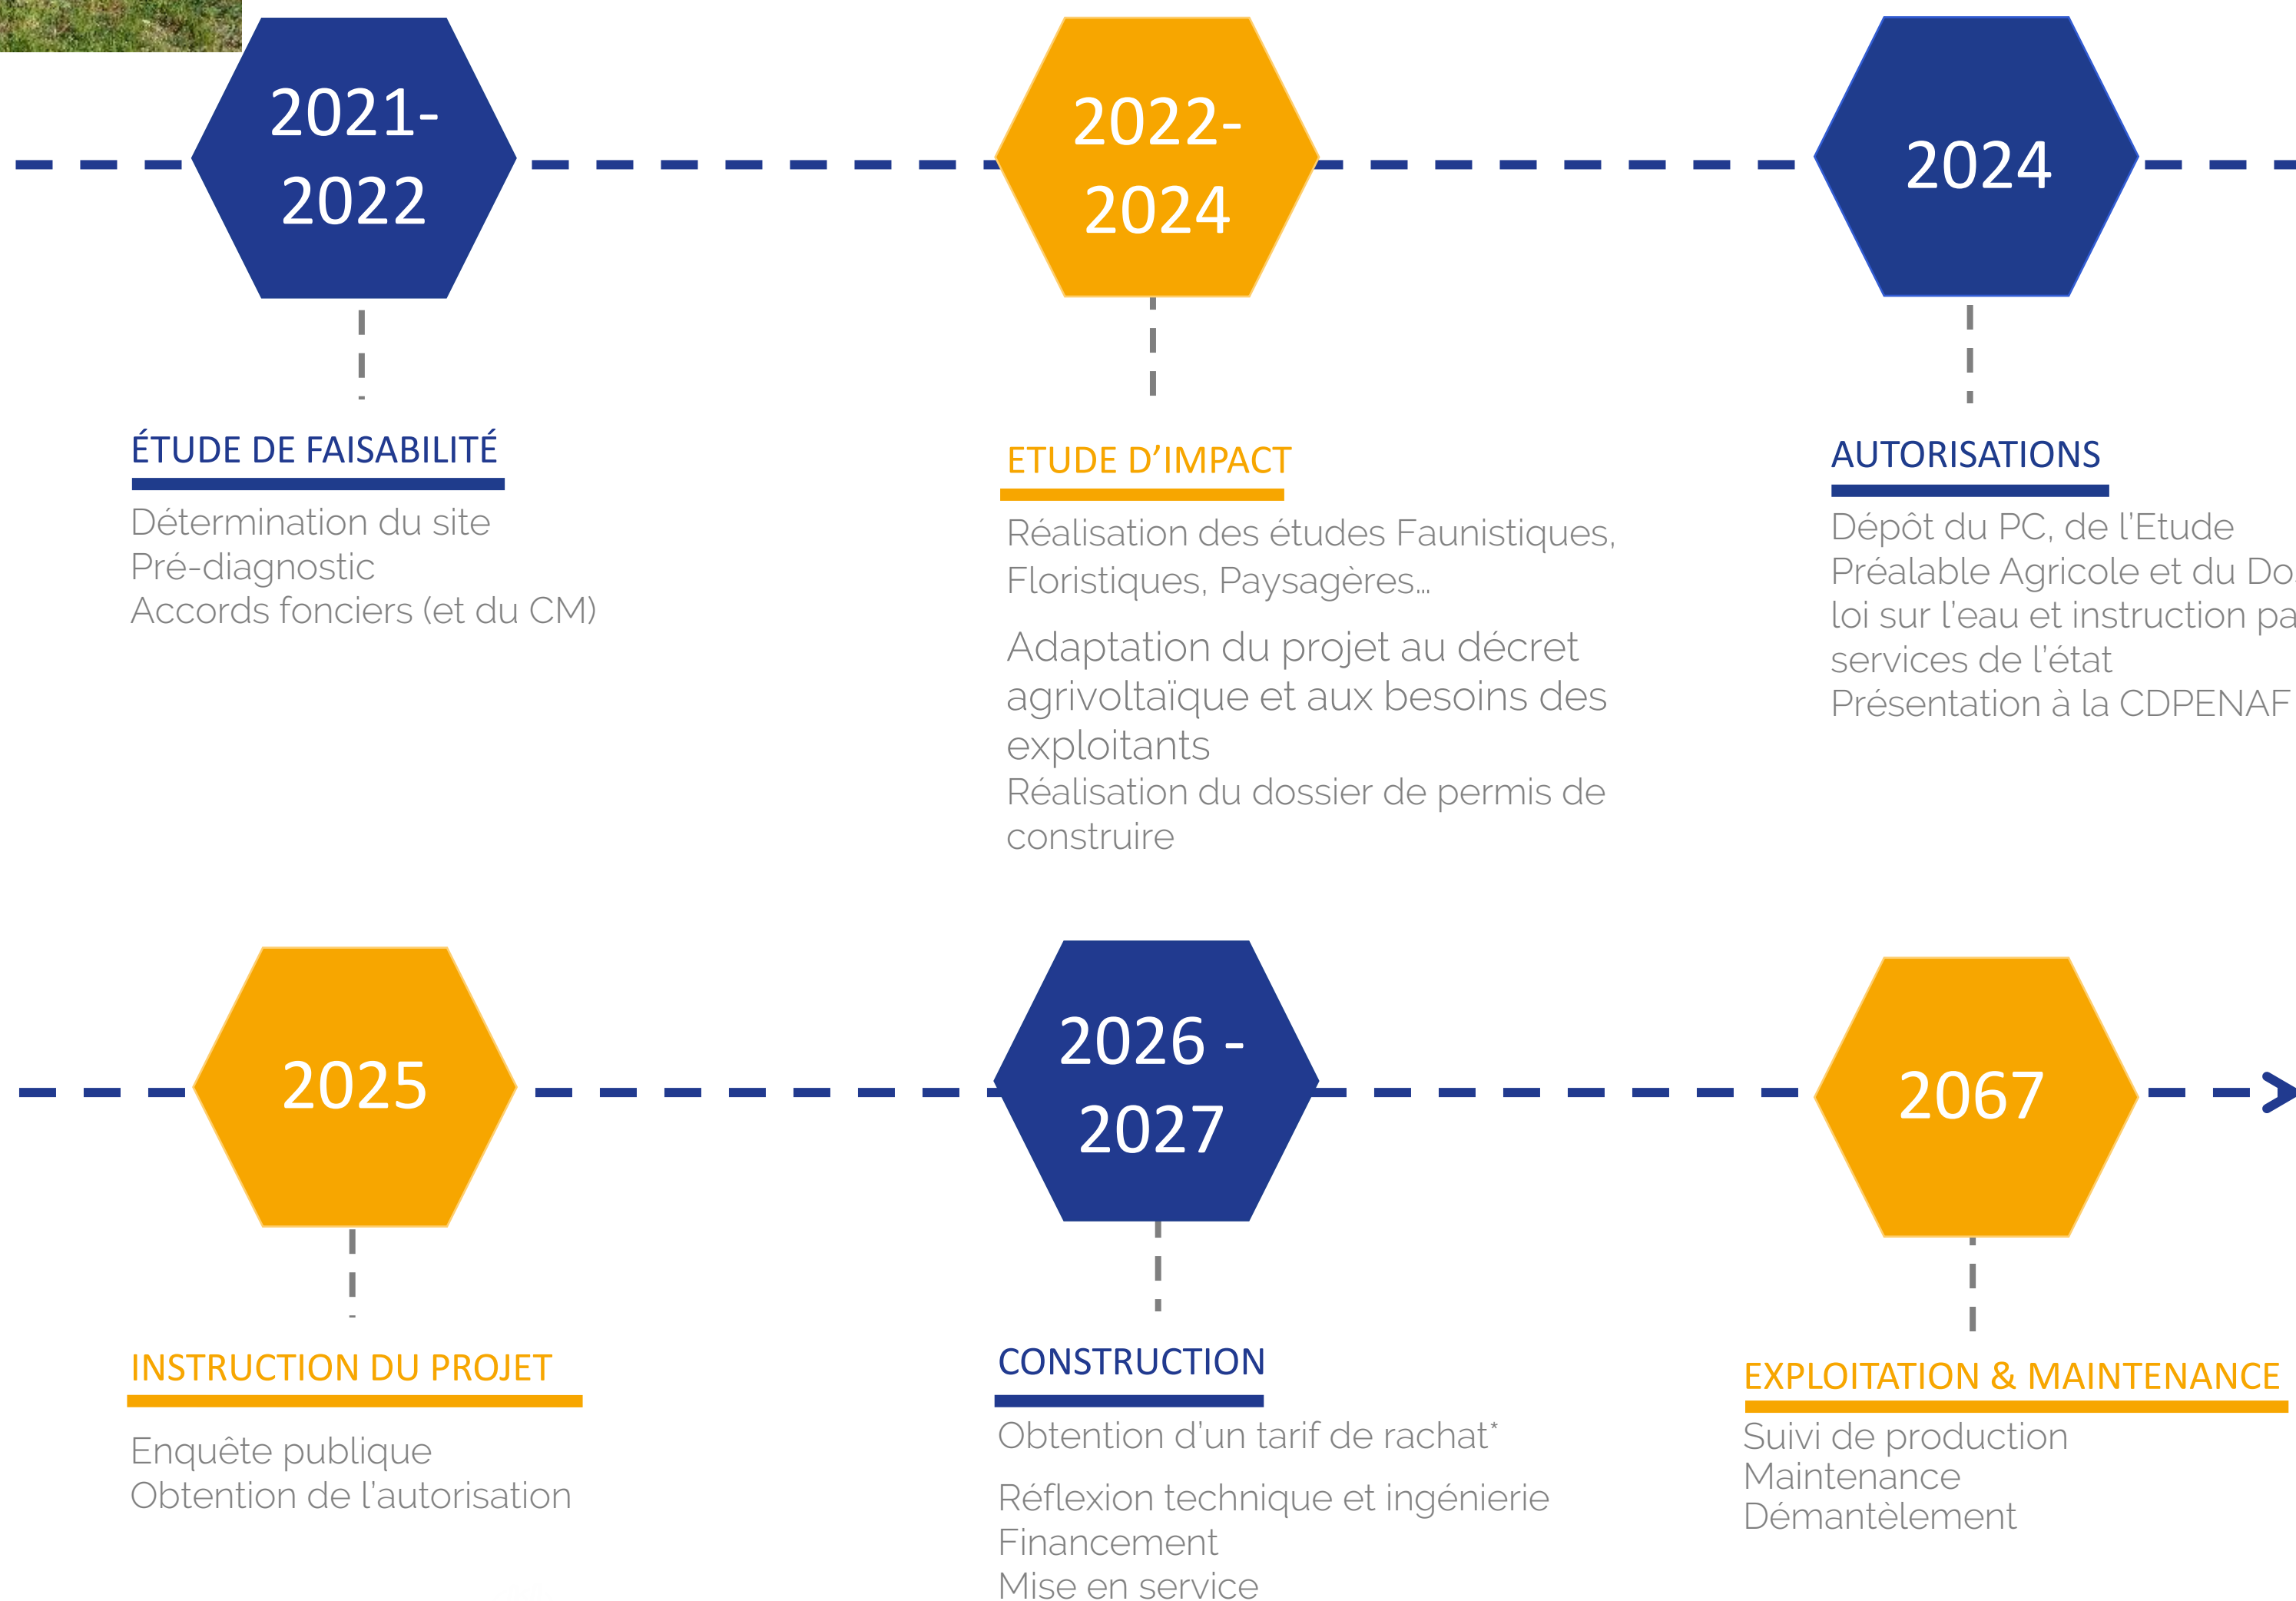 2021-
2022
2022-
2024
2024
ÉTUDE DE FAISABILITÉ
Détermination du site
Pré-diagnostic
Accords fonciers (et du CM)
ETUDE D’IMPACT
Réalisation des études Faunistiques,
Floristiques, Paysagères...
Adaptation du projet au décret
agrivoltaïque et aux besoins des
exploitants
Réalisation du dossier de permis de
construire
AUTORISATIONS
Dépôt du PC, de l’Etude
Préalable Agricole et du
loi sur l’eau et instruction
services de l’état
Présentation à la CDPENAF
2025
2026 -
2027
2067
INSTRUCTION DU PROJET
Enquête publique
Obtention de l’autorisation
CONSTRUCTION
Obtention d’un tarif de rachat*
Réflexion technique et ingénierie
Financement
Mise en service
EXPLOITATION & MAINTENANCE
Suivi de production
Maintenance
Démantèlement